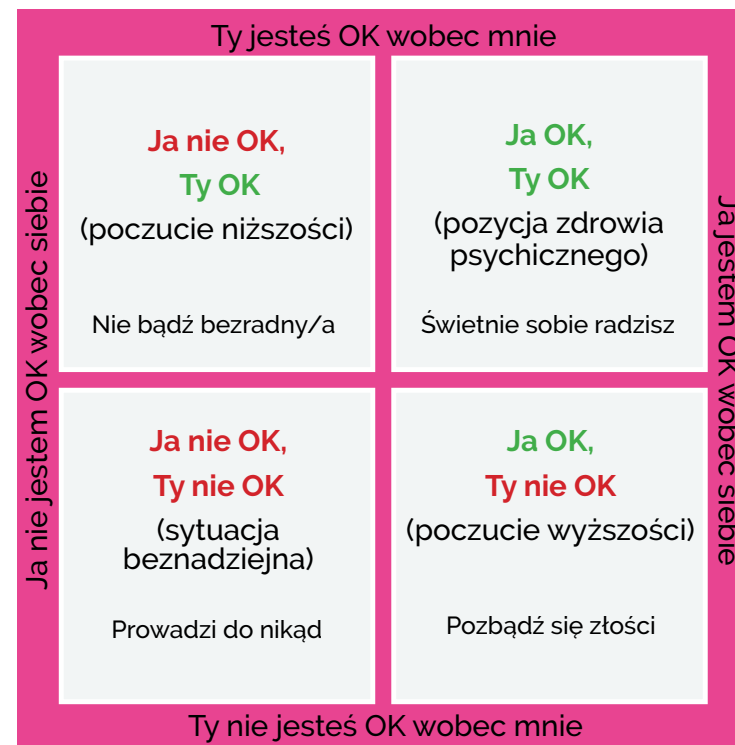 Ty jesteś OK wobec mnie
Ja nie jestem OK wobec siebie
Ja nie OK,
Ty OK
(poczucie niższości)
Nie bądź bezradny/a
Ja OK,
Ty OK
(pozycja zdrowia
psychicznego)
Świetnie sobie radzisz
Ja jestem OK wobec siebie
Ja nie OK,
Ty nie OK
(sytuacja
beznadziejna)
Prowadzi do nikąd
Ja OK,
Ty nie OK
(poczucie wyższości)
Pozbądź się złości
Ty nie jesteś OK wobec mnie